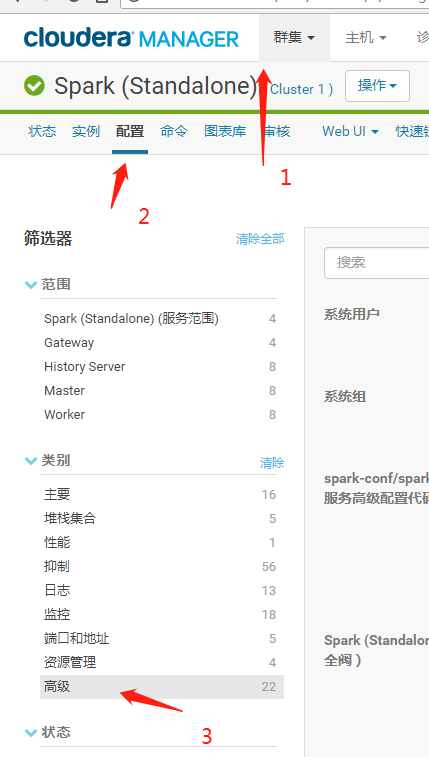 cloudera MANAGER 群集 主机 诊
Spark (Standalone) Cluster 1 ) 操作
状态 实例 配置 命令 图表库 审核 Web UI 快速链
1
2
筛选器 清除全部
搜索
范围
Spark (Standalone) (服务范围) 4
系统用户
Gateway 4
History Server 8
Master 8
系统组
Worker 8
类别 清除
主要 16
spark-conf/spark
服务高级配置代码
堆栈集合 5
性能 1
抑制 56
日志 13
监控 18
端口和地址 5
Spark (Standalon
全阀 )
资源管理 4
高级 22
3
状态